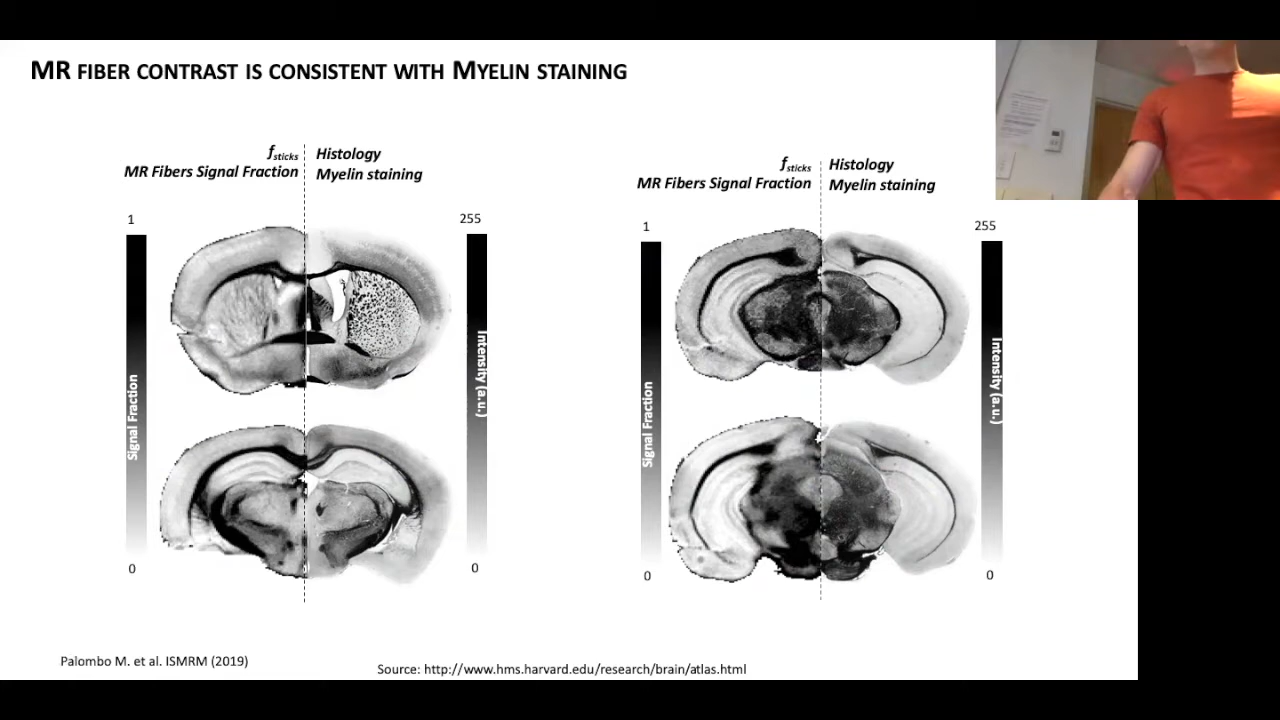 MR FIBER CONTRAST IS CONSISTENT WITH MYELIN STAINING
fsticks
MR Fibers Signal Fraction
Histology
Myelin staining
1
Signal Fraction
0
255
Intensity (a.u.)
0
fsticks
MR Fibers Signal Fraction
Histology
Myelin staining
1
Signal Fraction
0
255
Intensity (a.u.)
0
Palombo M. et al. ISMRM (2019)
Source: http://www.hms.harvard.edu/research/brain/atlas.html